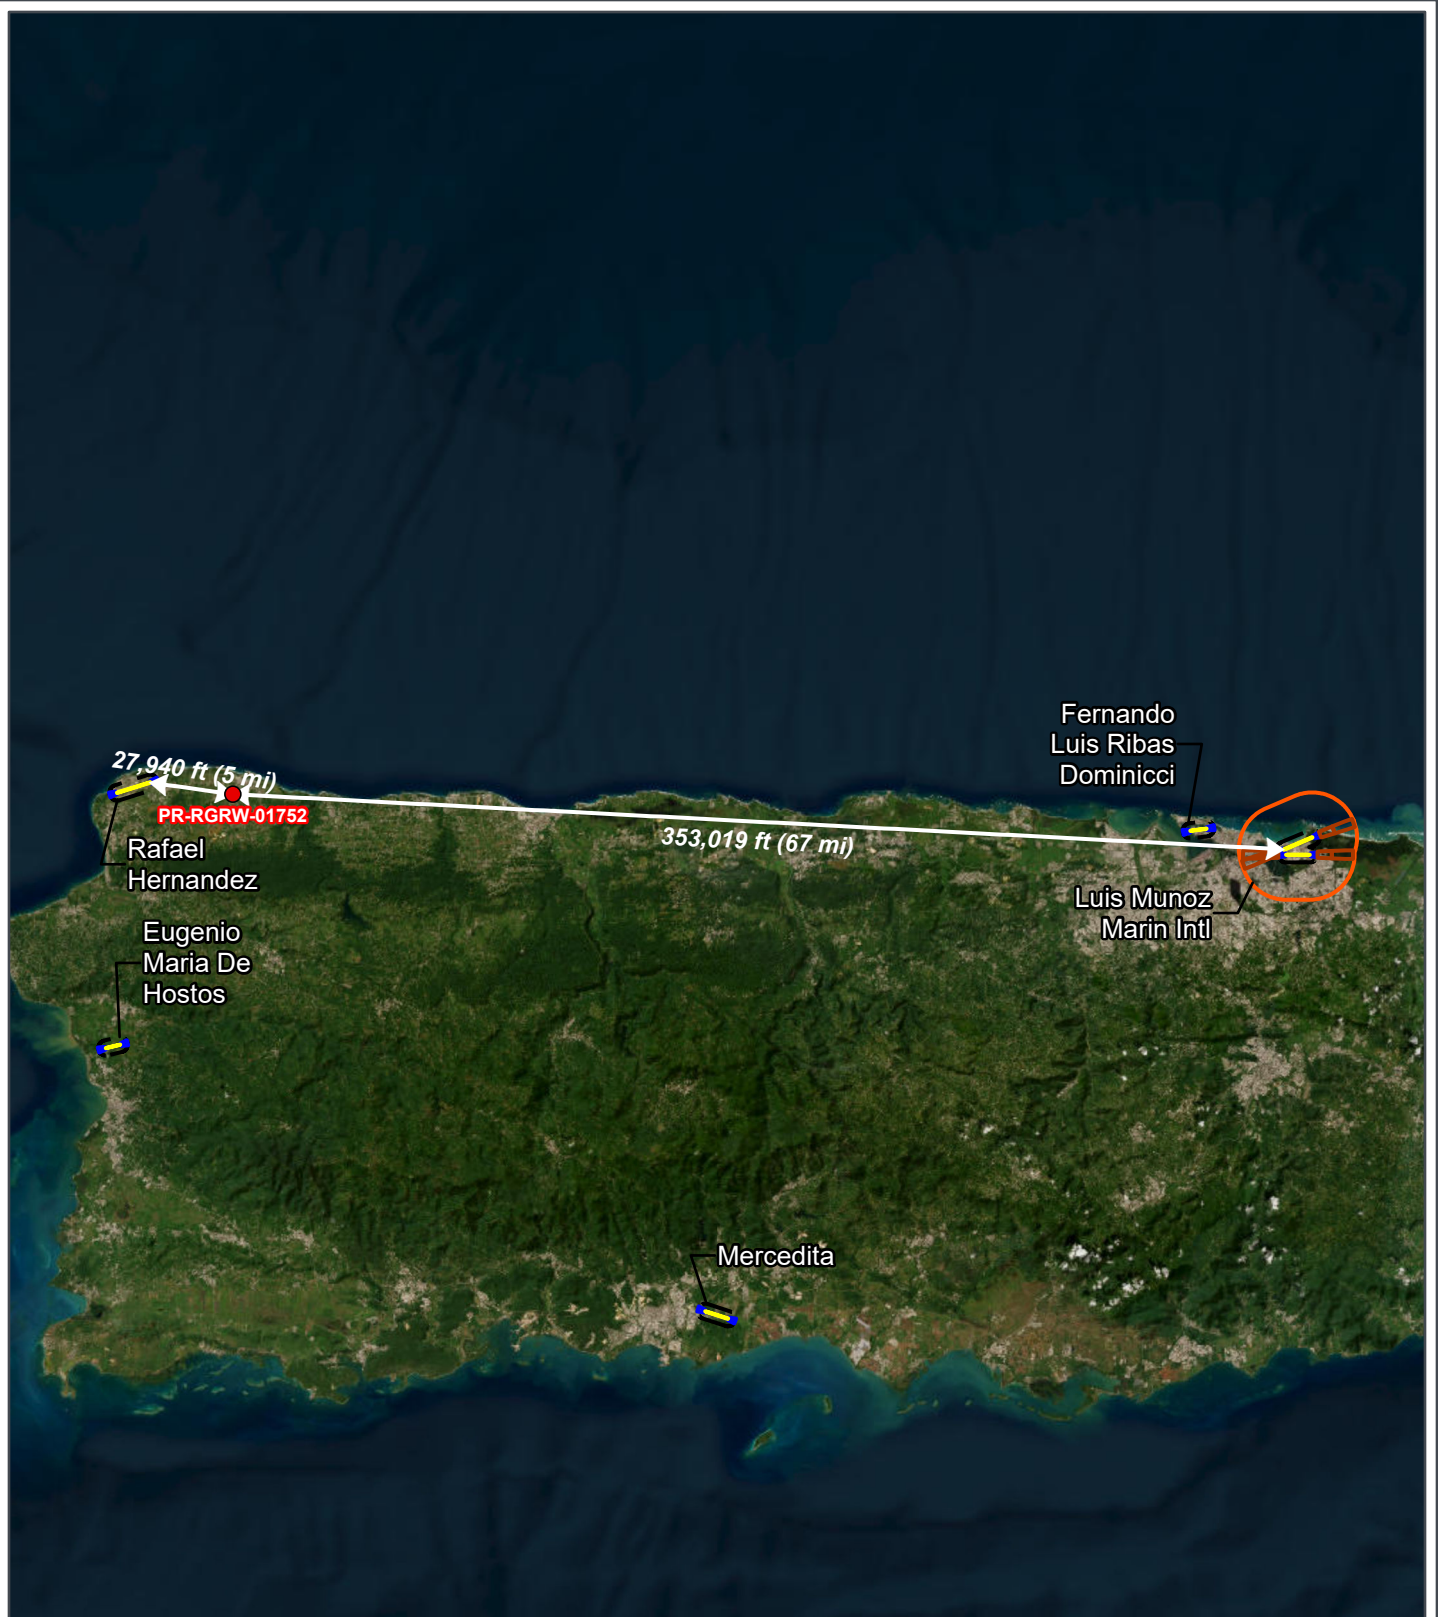 Fernando
Luis Ribas
Dominicci
27,940 ft (5 mi)
PR-RGRW-01752
353,019 ft (67 mi)
Rafael
Hernandez
Luis Munoz
Marin Intl
Eugenio
Maria De
Hostos
Mercedita